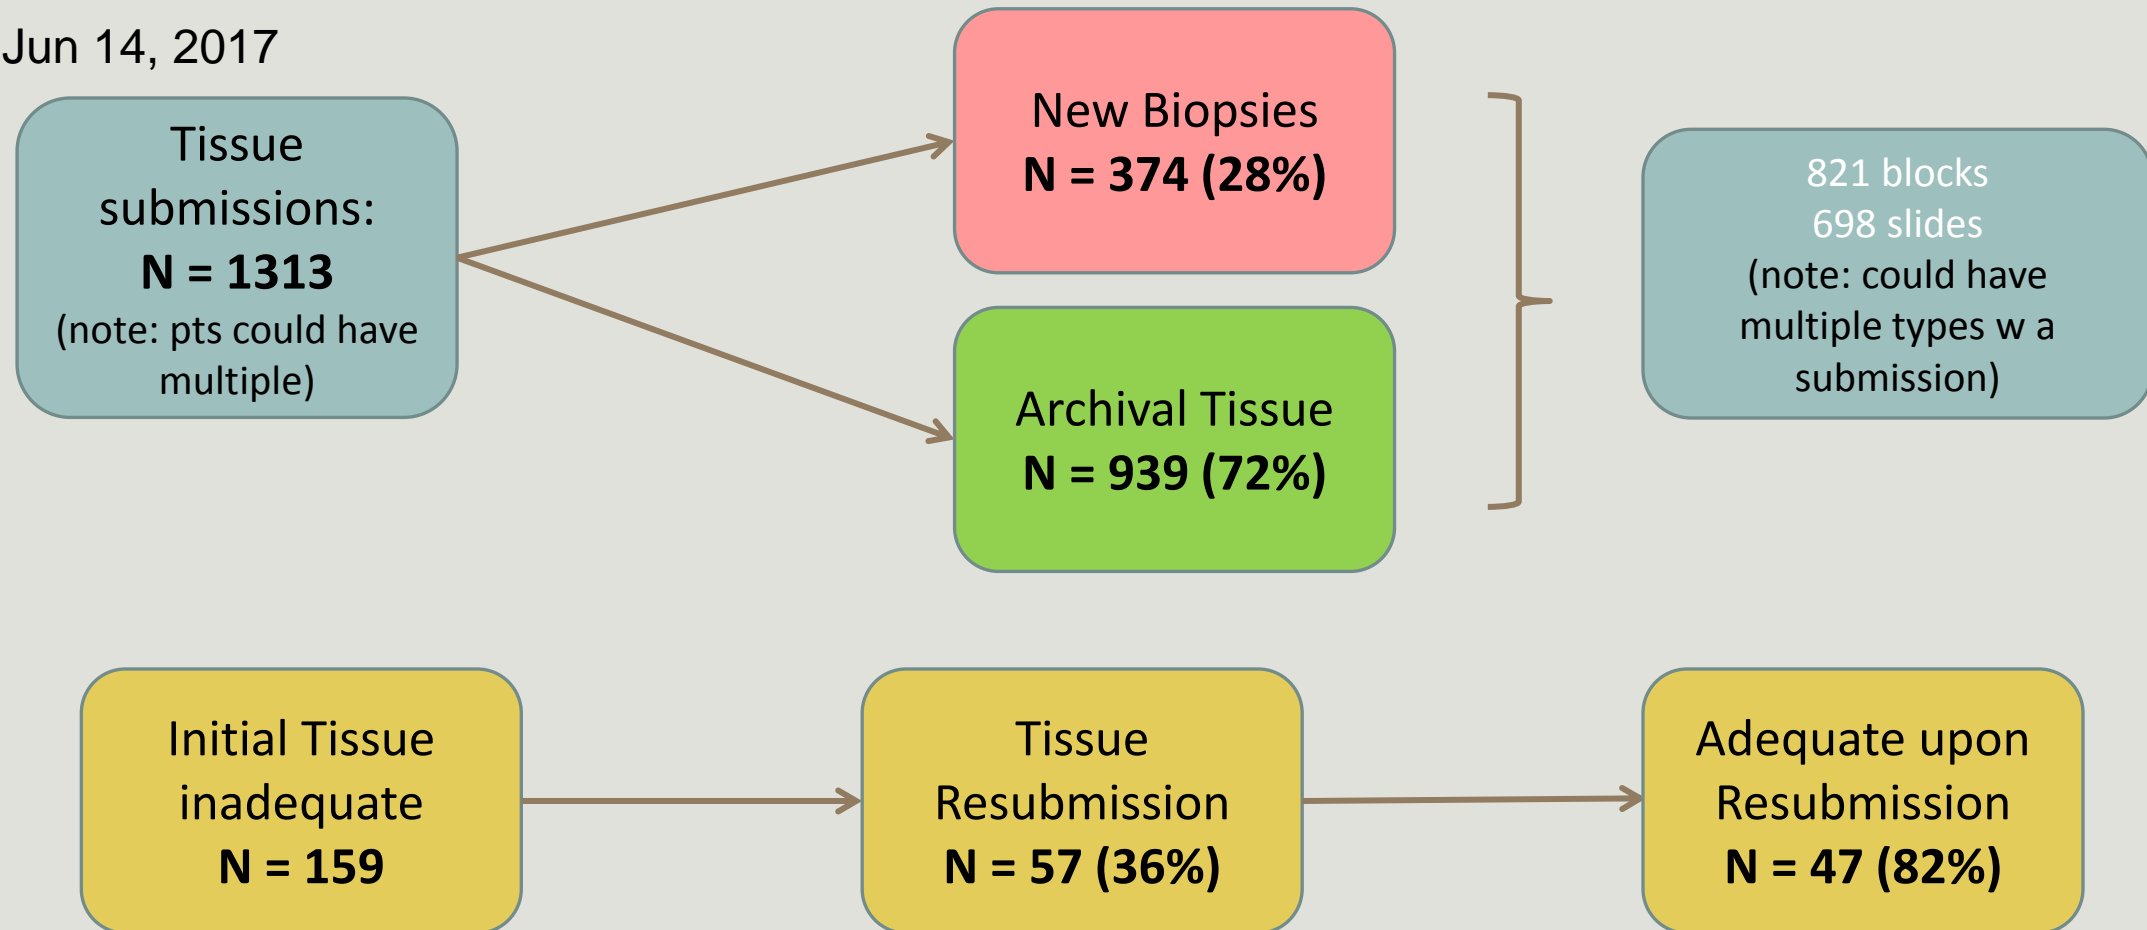 Jun 14, 2017
Tissue
submissions:
N = 1313
(note: pts could have
multiple)
New Biopsies
N = 374 (28%)
Archival Tissue
N = 939 (72%)
821 blocks
698 slides
(note: could have
multiple types w a
submission)
Initial Tissue
inadequate
N = 159
Tissue
Resubmission
N = 57 (36%)
Adequate upon
Resubmission
N = 47 (82%)